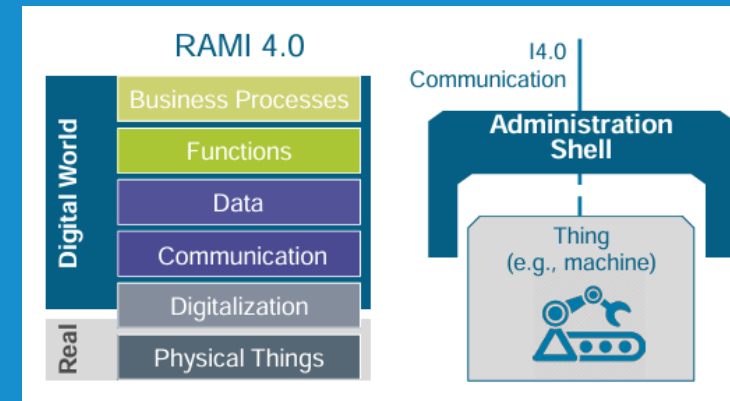 RAMI 4.0
Digital World
Business Processes
Functions
Data
Communication
Digitalization
Real
Physical Things
I4.0
Communication
Administration
Shell
Thing
(e.g., machine)